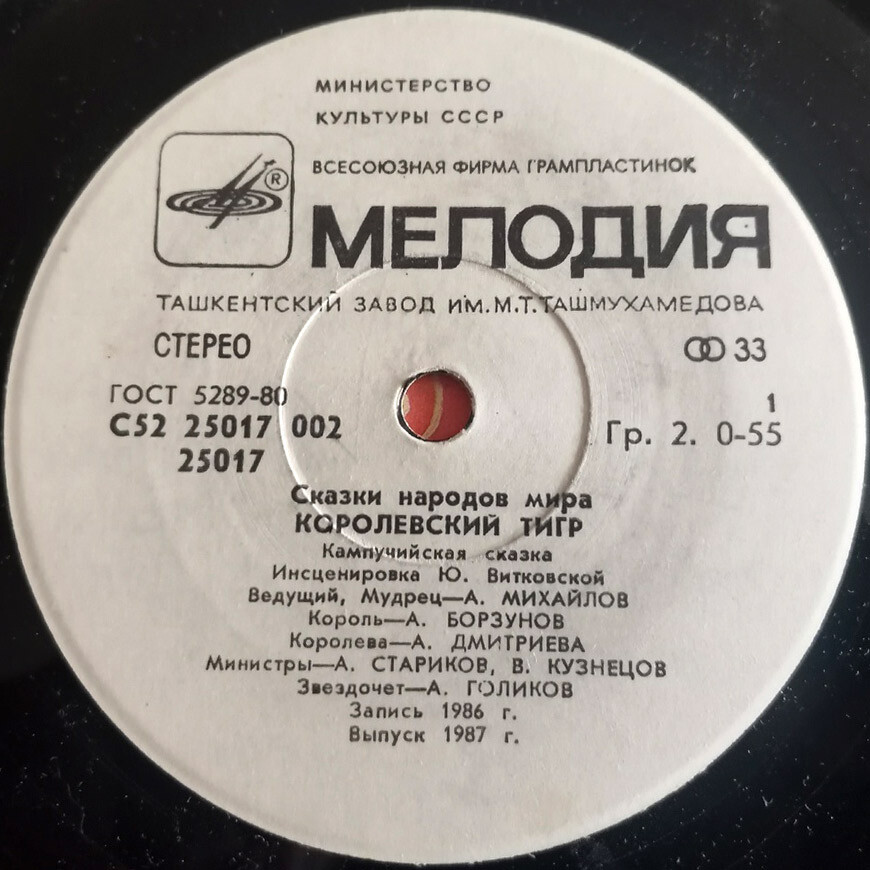 МИНИСТЕРСТВО
КУЛЬТУРЫ СССР
ВСЕСОЮЗНАЯ ФИРМА ГРАМПЛАСТИНОК
®
МЕЛОДИЯ
ТАШКЕНТСКИЙ ЗАВОД ИМ. М.Т. ТАШМУХАМЕДОВА
СТЕРЕО
33
ГОСТ 5289-80
1
С52 25017 002
Гр. 2. 0-55
25017
Сказки народов мира
КОРОЛЕВСКИЙ ТИГР
Кампучийская сказка
Инсценировка Ю. Витковской
Ведущий, Мудрец—А. МИХАЙЛОВ
Король—А. БОРЗУНОВ
Королева—А. ДМИТРИЕВА
Министры—А. СТАРИКОВ, В. КУЗНЕЦОВ
Звездочет—А. ГОЛИКОВ
Запись 1986 г.
Выпуск 1987 г.